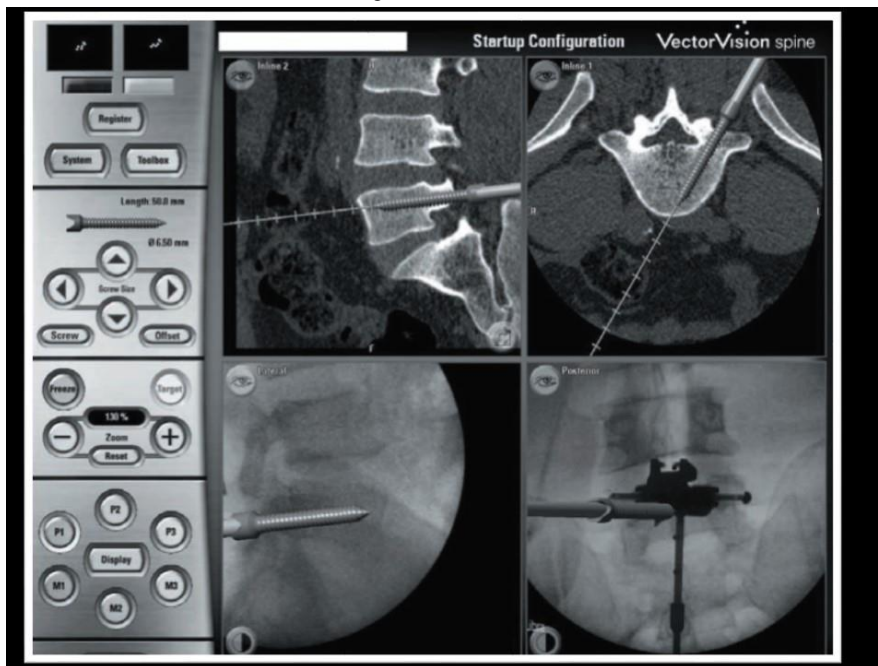 Startup Configuration
VectorVision spine
Register
System
Toolbox
Length: 50.0 mm
Ø 6.50 mm
Screw Size
Screw
Offset
Freeze
Target
130 %
Zoom
Reset
P2
P1
P3
Display
M1
M3
M2
Inline 2
Inline 1
Lateral
Posterior